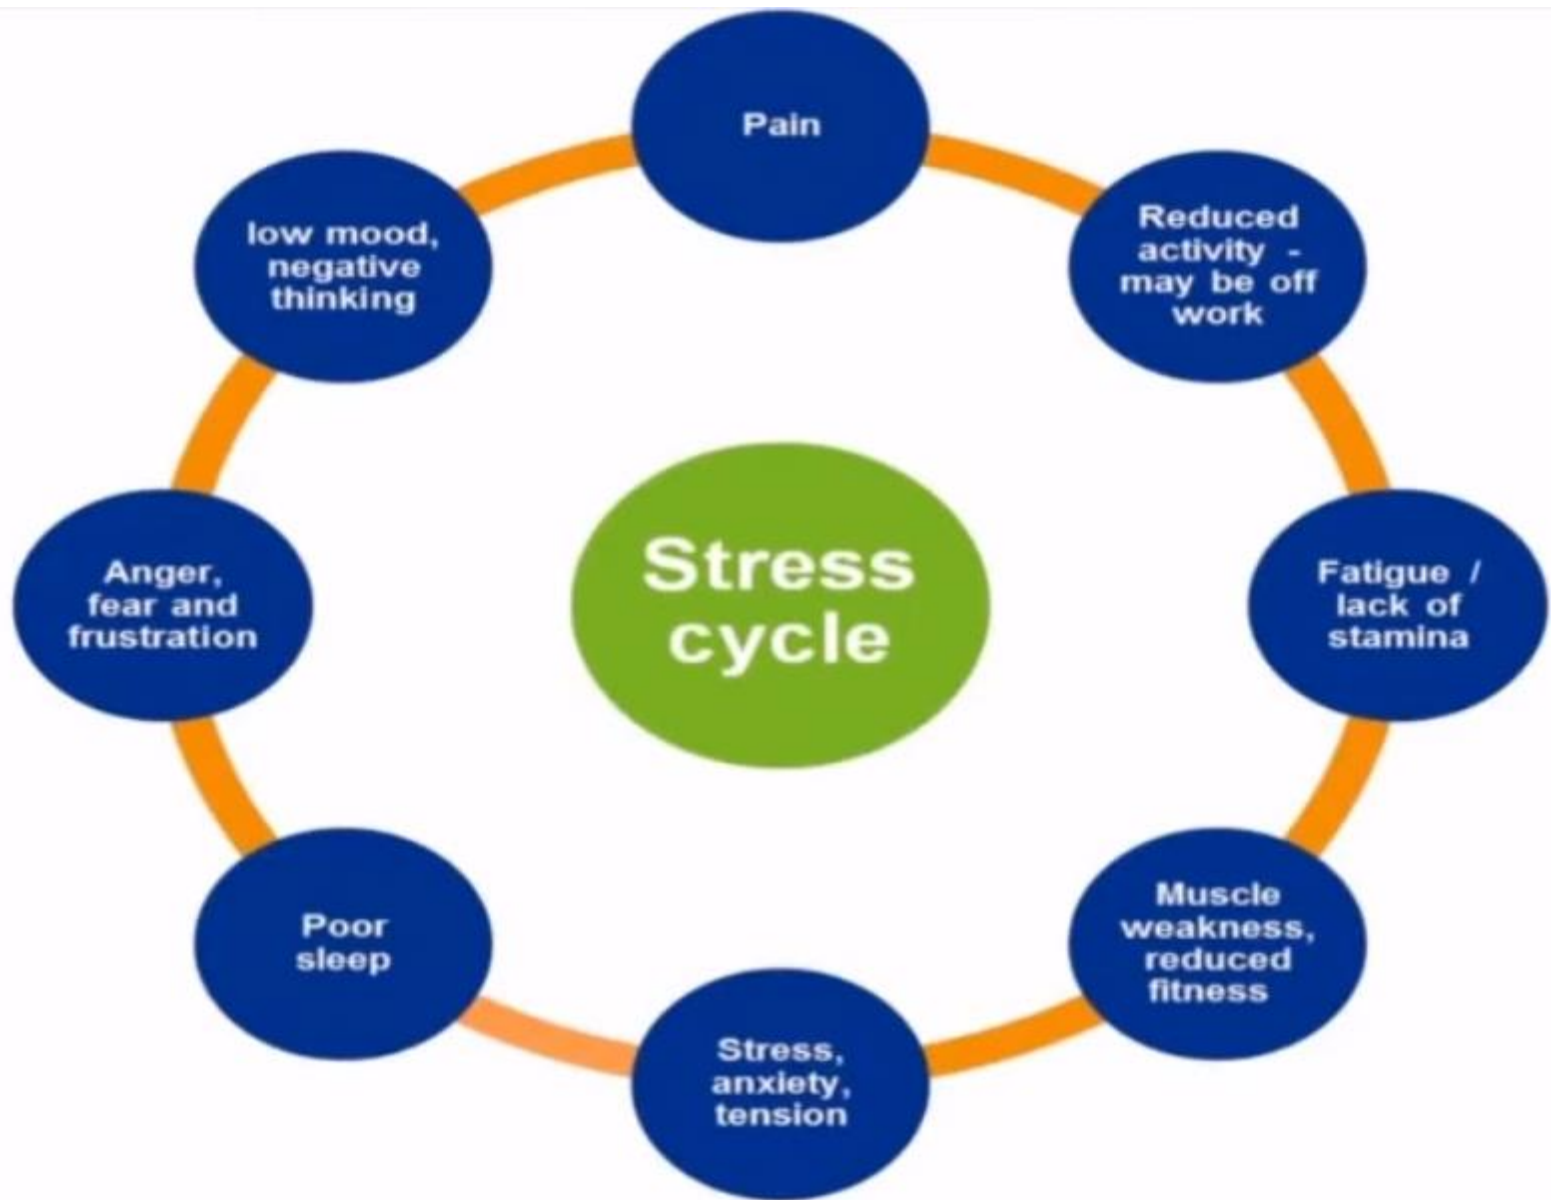 Pain
Reduced
activity -
may be off
work
Fatigue /
lack of
stamina
Muscle
weakness,
reduced
fitness
Stress,
anxiety,
tension
Poor
sleep
Anger,
fear and
frustration
low mood,
negative
thinking
Stress
cycle